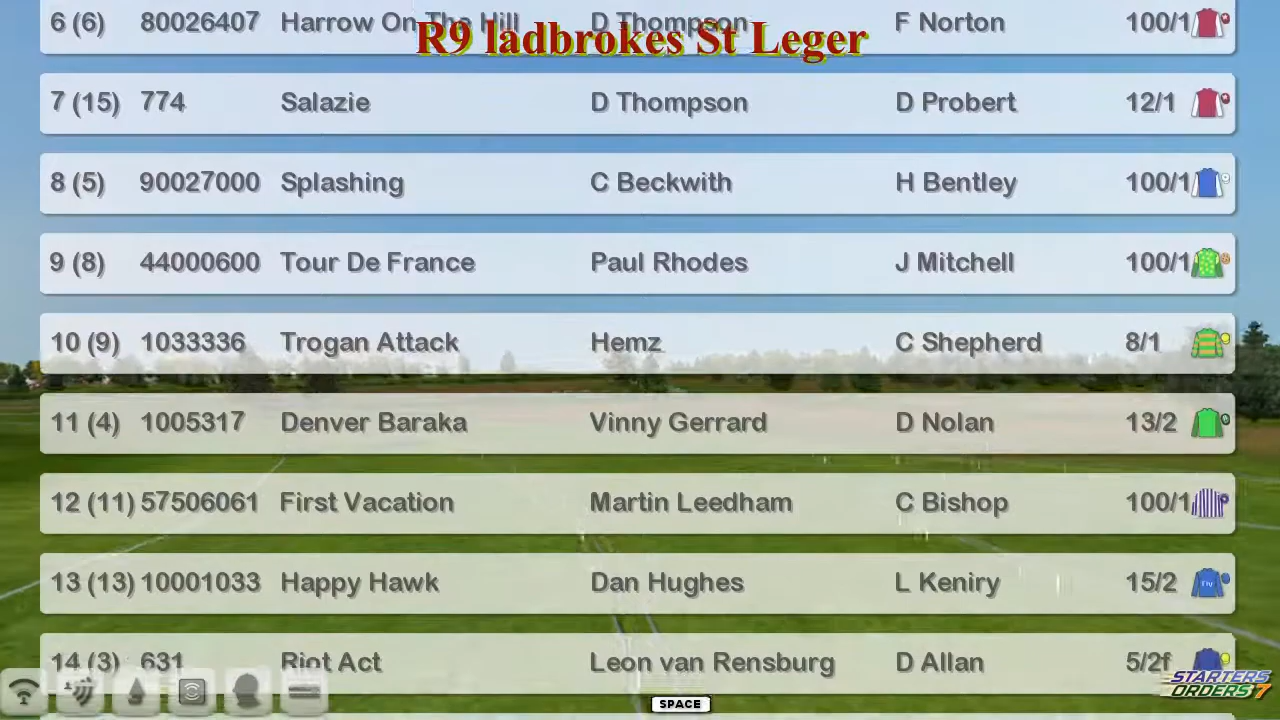 R9 ladbrokes St Leger
6 (6) 80026407 Harrow On The Hill D Thompson F Norton 100/1
7 (15) 774 Salazie D Thompson D Probert 12/1
8 (5) 90027000 Splashing C Beckwith H Bentley 100/1
9 (8) 44000600 Tour De France Paul Rhodes J Mitchell 100/1
10 (9) 1033336 Trogan Attack Hemz C Shepherd 8/1
11 (4) 1005317 Denver Baraka Vinny Gerrard D Nolan 13/2
12 (11) 57506061 First Vacation Martin Leedham C Bishop 100/1
13 (13) 10001033 Happy Hawk Dan Hughes L Keniry 15/2
14 (3) 631 Riot Act Leon van Rensburg D Allan 5/2f
STARTERS
ORDERS 7
SPACE